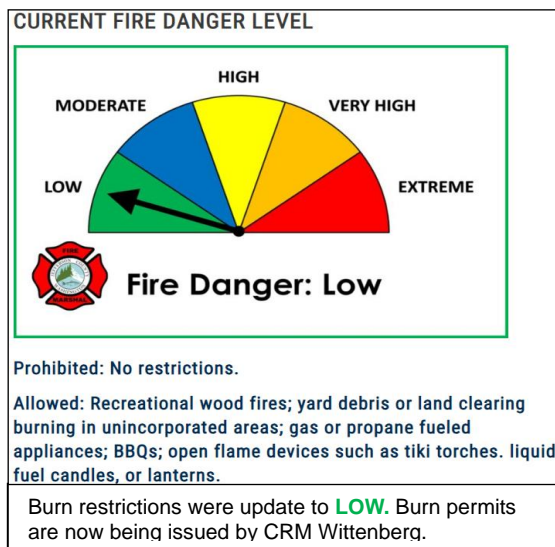 CURRENT FIRE DANGER LEVEL
HIGH
MODERATE
VERY HIGH
LOW
EXTREME
FIRE
MARSHAL
Fire Danger: Low
Prohibited: No restrictions.
Allowed: Recreational wood fires; yard debris or land clearing
burning in unincorporated areas; gas or propane fueled
appliances; BBQs; open flame devices such as tiki torches. liquid
fuel candles, or lanterns.
Burn restrictions were update to LOW. Burn permits
are now being issued by CRM Wittenberg.